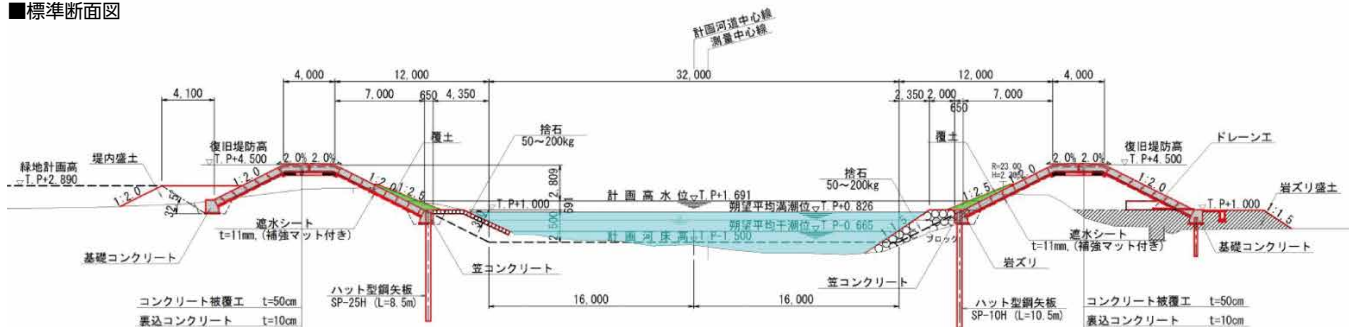 ■標準断面図
計画河道中心線
測量中心線
4,000
12,000
32,000
12,000
4,000
4,100
7,000
650
4,350
2,350
2,000
650
7,000
捨石
50～200kg
覆土
復旧堤防高
▽T.P+4.500
2.0%
2.0%
堤内盛土
緑地計画高
▽T.P+2.890
1:2.0
1:2.0
1:2.0
1:2.5
2,809
691
2,500
▽T.P+1.000
計画高水位▽T.P+1.691
朔望平均満潮位▽T.P+0.826
朔望平均干潮位▽T.P-0.665
計画河床高▽T.P-1.500
捨石
50～200kg
覆土
R=23.00
1:2.5
1:2.0
2.0%
2.0%
復旧堤防高
▽T.P+4.500
1:2.0
ドレーン工
岩ズリ盛土
▽T.P+1.000
1:1.5
遮水シート
t=11mm.(補強マット付き)
基礎コンクリート
笠コンクリート
ハット型鋼矢板
SP-25H (L=8.5m)
コンクリート被覆工 t=50cm
裏込コンクリート t=10cm
16,000
16,000
ブロック
笠コンクリート
岩ズリ
遮水シート
t=11mm.(補強マット付き)
基礎コンクリート
ハット型鋼矢板
SP-10H (L=10.5m)
コンクリート被覆工 t=50cm
裏込コンクリート t=10cm